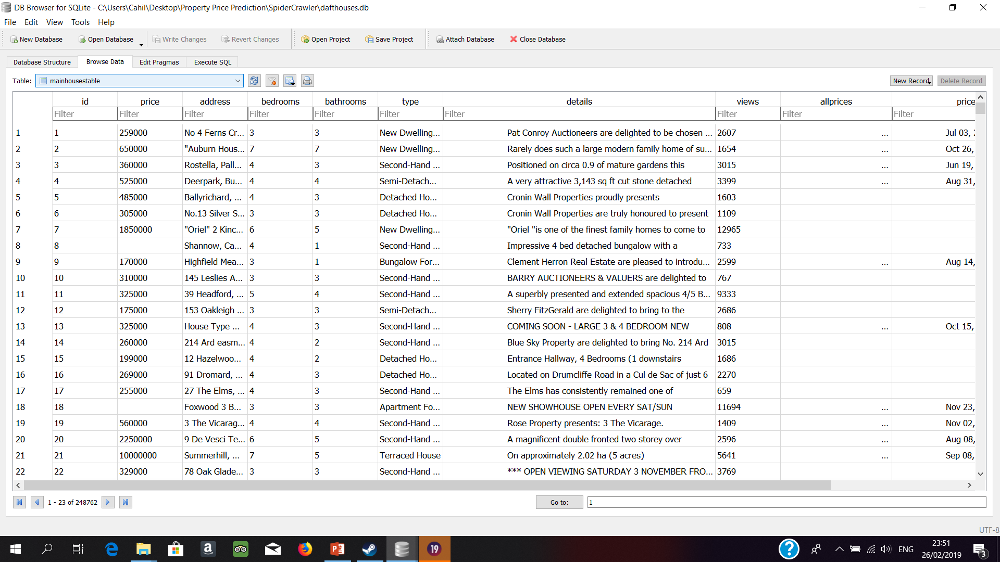 DB Browser for SQLite - C:\Users\Cahil\Desktop\Property Price Prediction\SpiderCrawler\dafthouses.db
File Edit View Tools Help
New Database Open Database Write Changes Revert Changes Open Project Save Project Attach Database Close Database
Database Structure Browse Data Edit Pragmas Execute SQL
Table: mainhousestable New Record Delete Record
id price address bedrooms bathrooms type details views allprices price
Filter Filter Filter Filter Filter Filter Filter Filter Filter Filter
1 1 259000 No 4 Ferns Cr... 3 3 New Dwelling... Pat Conroy Auctioneers are delighted to be chosen ... 2607 ... Jul 03,
2 2 650000 "Auburn Hous... 7 7 New Dwelling... Rarely does such a large modern family home of su... 1654 ... Oct 26,
3 3 360000 Rostella, Pall... 4 3 Second-Hand ... Positioned on circa 0.9 of mature gardens this 3015 ... Jun 19,
4 4 525000 Deerpark, Bu... 4 4 Semi-Detach... A very attractive 3,143 sq ft cut stone detached 3399 ... Aug 31,
5 5 485000 Ballyrichard, ... 4 3 Detached Ho... Cronin Wall Properties proudly presents 1603
6 6 305000 No.13 Silver S... 3 3 Detached Ho... Cronin Wall Properties are truly honoured to present 1109
7 7 1850000 "Oriel" 2 Kinc... 6 5 New Dwelling... "Oriel "is one of the finest family homes to come to 12965
8 8 Shannow, Ca... 4 1 Second-Hand ... Impressive 4 bed detached bungalow with a 733
9 9 170000 Highfield Mea... 3 1 Bungalow For... Clement Herron Real Estate are pleased to introdu... 2599 ... Aug 14,
10 10 310000 145 Leslies A... 3 3 Second-Hand ... BARRY AUCTIONEERS & VALUERS are delighted to 767
11 11 325000 39 Headford, ... 5 4 Second-Hand ... A superbly presented and extended spacious 4/5 B... 9333
12 12 175000 153 Oakleigh ... 3 3 Semi-Detach... Sherry FitzGerald are delighted to bring to the 2686
13 13 325000 House Type ... 4 3 Second-Hand ... COMING SOON - LARGE 3 & 4 BEDROOM NEW 808 ... Oct 15,
14 14 260000 214 Ard easm... 4 2 Second-Hand ... Blue Sky Property are delighted to bring No. 214 Ard 3015
15 15 199000 12 Hazelwoo... 4 2 Detached Ho... Entrance Hallway, 4 Bedrooms (1 downstairs 1686
16 16 269000 91 Dromard, ... 4 3 Detached Ho... Located on Drumcliffe Road in a Cul de Sac of just 6 2270
17 17 255000 27 The Elms, ... 4 3 Second-Hand ... The Elms has consistently remained one of 659
18 18 Foxwood 3 B... 3 3 Apartment Fo... NEW SHOWHOUSE OPEN EVERY SAT/SUN 11694 ... Nov 23,
19 19 560000 3 The Vicarag... 4 4 Second-Hand ... Rose Property presents: 3 The Vicarage. 1409 ... Nov 02,
20 20 2250000 9 De Vesci Te... 6 5 Second-Hand ... A magnificent double fronted two storey over 2596 ... Aug 08,
21 21 10000000 Summerhill, ... 7 5 Terraced House On approximately 2.02 ha (5 acres) 5641 ... Sep 08,
22 22 329000 78 Oak Glade... 3 3 Second-Hand ... *** OPEN VIEWING SATURDAY 3 NOVEMBER FRO... 3769
1 - 23 of 248762 Go to: 1
UTF-8
19 ENG 23:51
26/02/2019 3